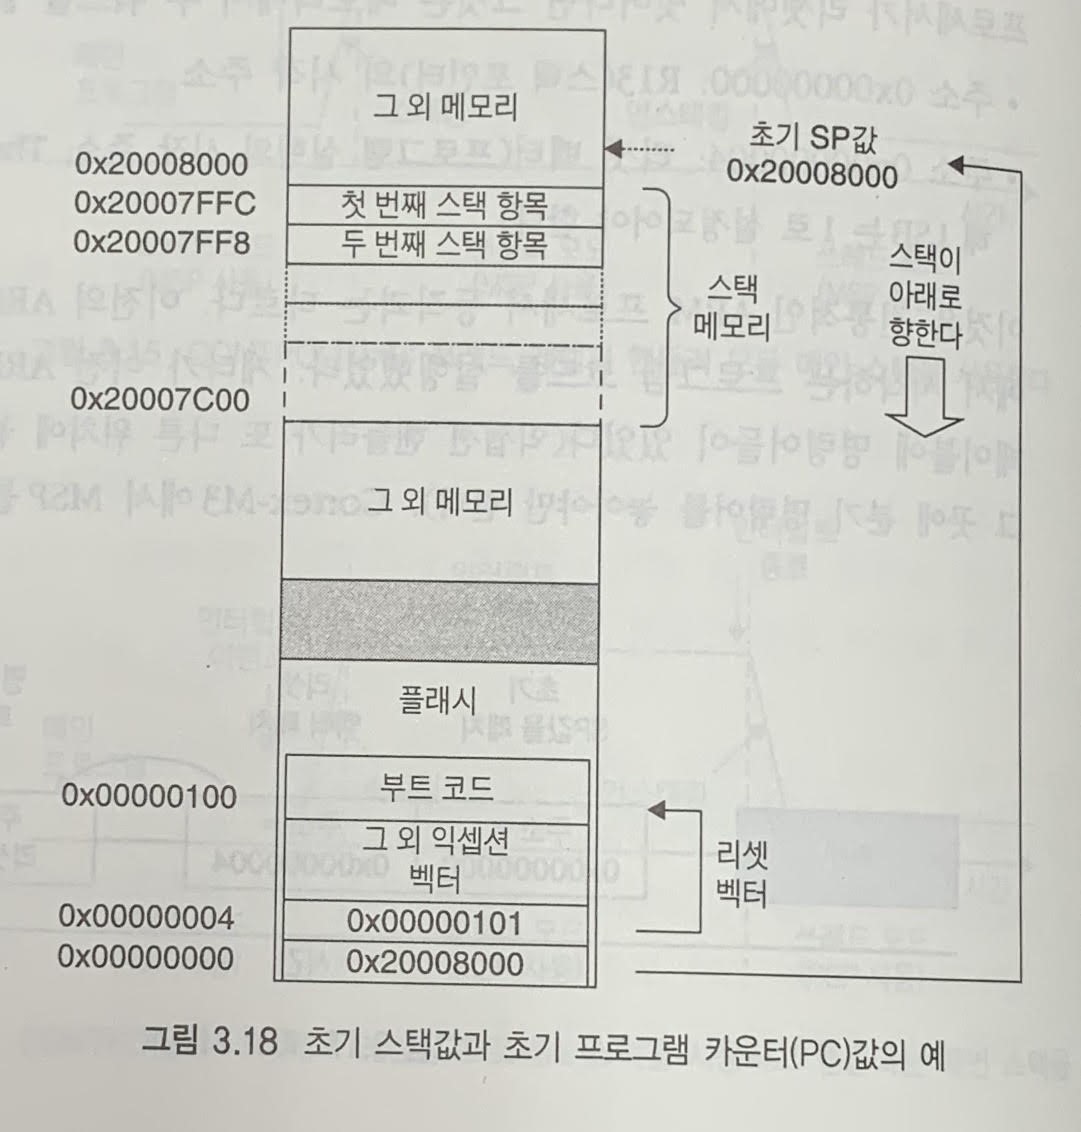 그 외 메모리
초기 SP값
0x20008000
0x20008000
0x20007FFC
첫 번째 스택 항목
0x20007FF8
두 번째 스택 항목
스택
메모리
스택이
아래로
향한다
0x20007C00
그 외 메모리
플래시
0x00000100
부트 코드
그 외 익셉션
벡터
리셋
벡터
0x00000004
0x00000101
0x00000000
0x20008000
그림 3.18 초기 스택값과 초기 프로그램 카운터(PC)값의 예